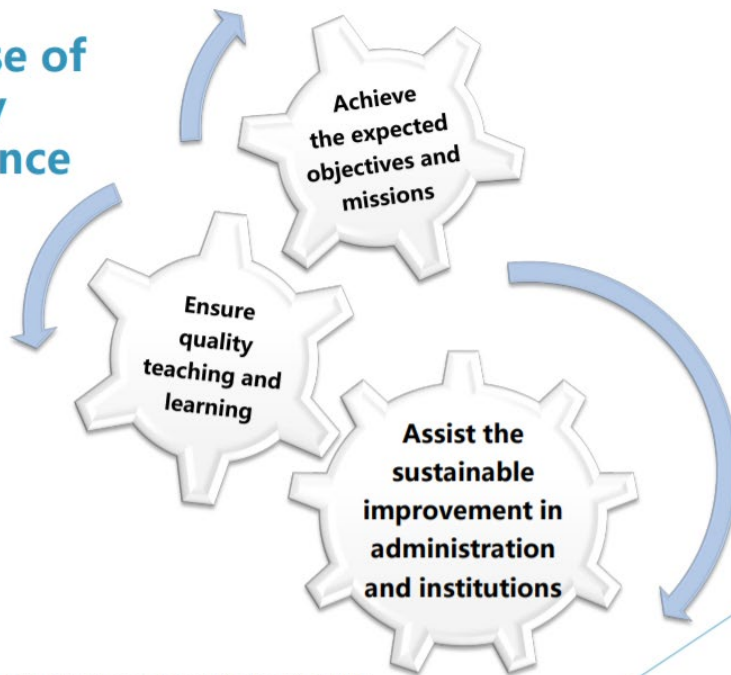 se of
y
ance
Achieve
the expected
objectives and
missions
Ensure
quality
teaching and
learning
Assist the
sustainable
improvement in
administration
and institutions